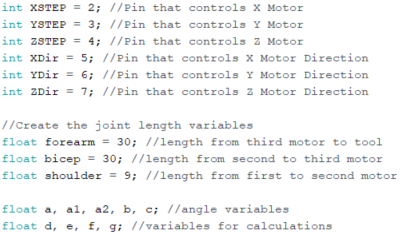 int XSTEP = 2; //Pin that controls X Motor
int YSTEP = 3; //Pin that controls Y Motor
int ZSTEP = 4; //Pin that controls Z Motor
int XDir = 5; //Pin that controls X Motor Direction
int YDir = 6; //Pin that controls Y Motor Direction
int ZDir = 7; //Pin that controls Z Motor Direction
//Create the joint length variables
float forearm = 30; //length from third motor to tool
float bicep = 30; //length from second to third motor
float shoulder = 9; //length from first to second motor
float a, a1, a2, b, c; //angle variables
float d, e, f, g; //variables for calculations